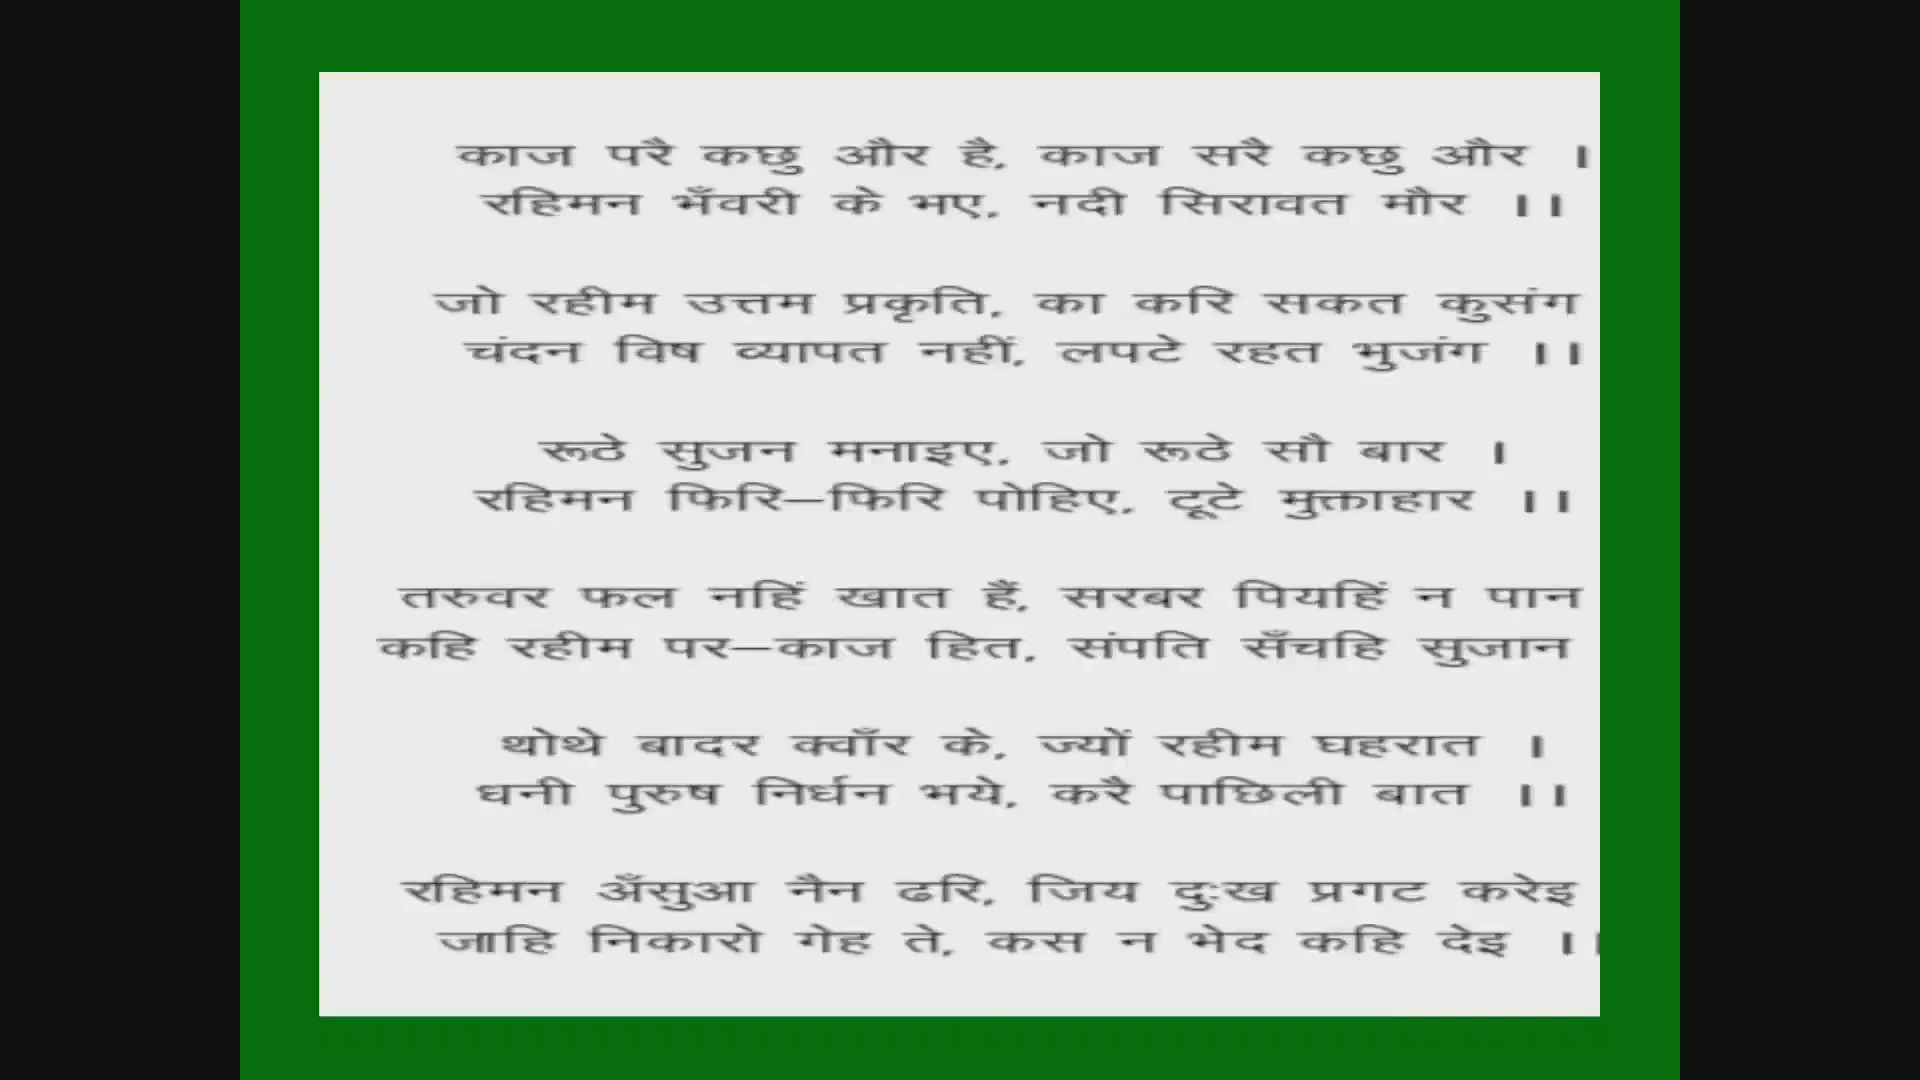 काज परै कछु और है, काज सरै कछु और ।
रहिमन भँवरी के भए, नदी सिरावत मौर ।।
जो रहीम उत्तम प्रकृति, का करि सकत कुसंग
चंदन विष व्यापत नहीं, लपटे रहत भुजंग ।।
रूठे सुजन मनाइए, जो रूठे सौ बार ।
रहिमन फिरि–फिरि पोहिए, टूटे मुक्ताहार ।।
तरुवर फल नहिं खात हैं, सरबर पियहिं न पान
कहि रहीम पर–काज हित, संपति सँचहि सुजान
थोथे बादर क्वाँर के, ज्यों रहीम घहरात ।
धनी पुरुष निर्धन भये, करै पाछिली बात ।।
रहिमन अँसुआ नैन ढरि, जिय दुःख प्रगट करेइ
जाहि निकारो गेह ते, कस न भेद कहि देइ ।।